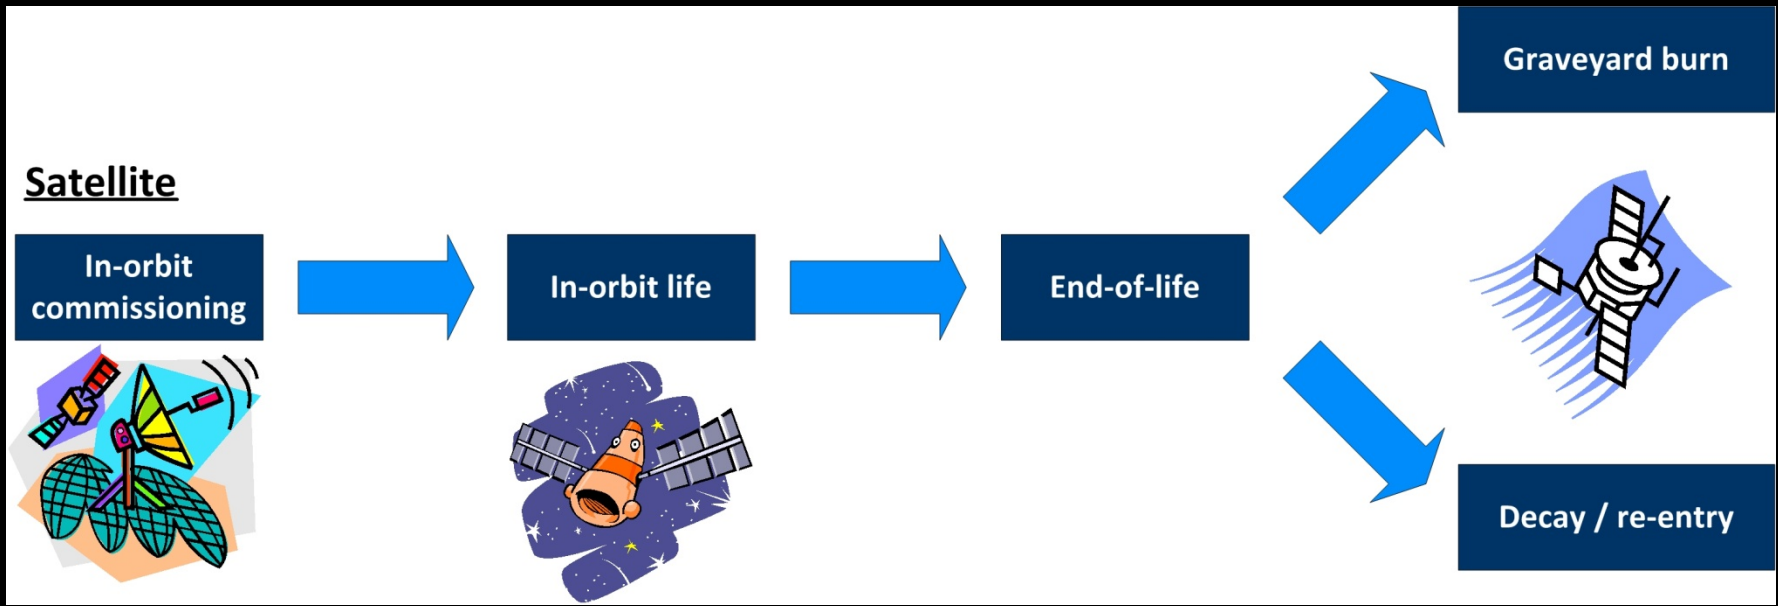 Satellite
In-orbit
commissioning
In-orbit life
End-of-life
Graveyard burn
Decay / re-entry